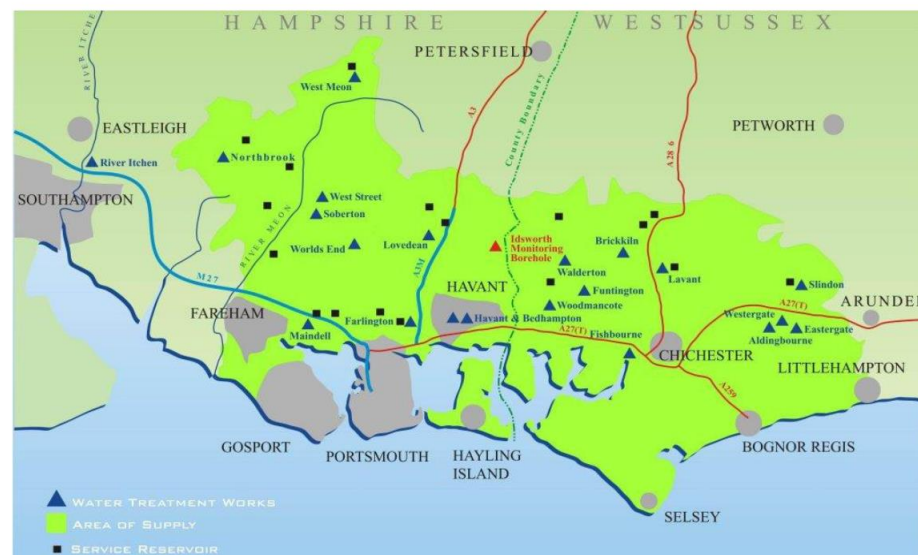 HAMPSHIRE
WEST SUSSEX
RIVER ITCHE
PETERSFIELD
West Meon
A3
County Boundary
A28 6
PETWORTH
EASTLEIGH
River Itchen
Northbrook
SOUTHAMPTON
West Street
Soberton
RIVER MEON
Worlds End
Lovedean
Idsworth
Monitoring
Borehole
Brickkiln
Walderton
Lavant
M27
A3M
HAVANT
Funtington
Slindon
Woodmancote
A27(T)
ARUNDEL
FAREHAM
Farlington
Havant & Bedhampton
Westergate
Maindell
A27(T)
Fishbourne
Eastergate
Aldingbourne
CHICHESTER
LITTLEHAMPTON
A259
GOSPORT
PORTSMOUTH
HAYLING
ISLAND
BOGNOR REGIS
SELSEY
WATER TREATMENT WORKS
AREA OF SUPPLY
SERVICE RESERVOIR